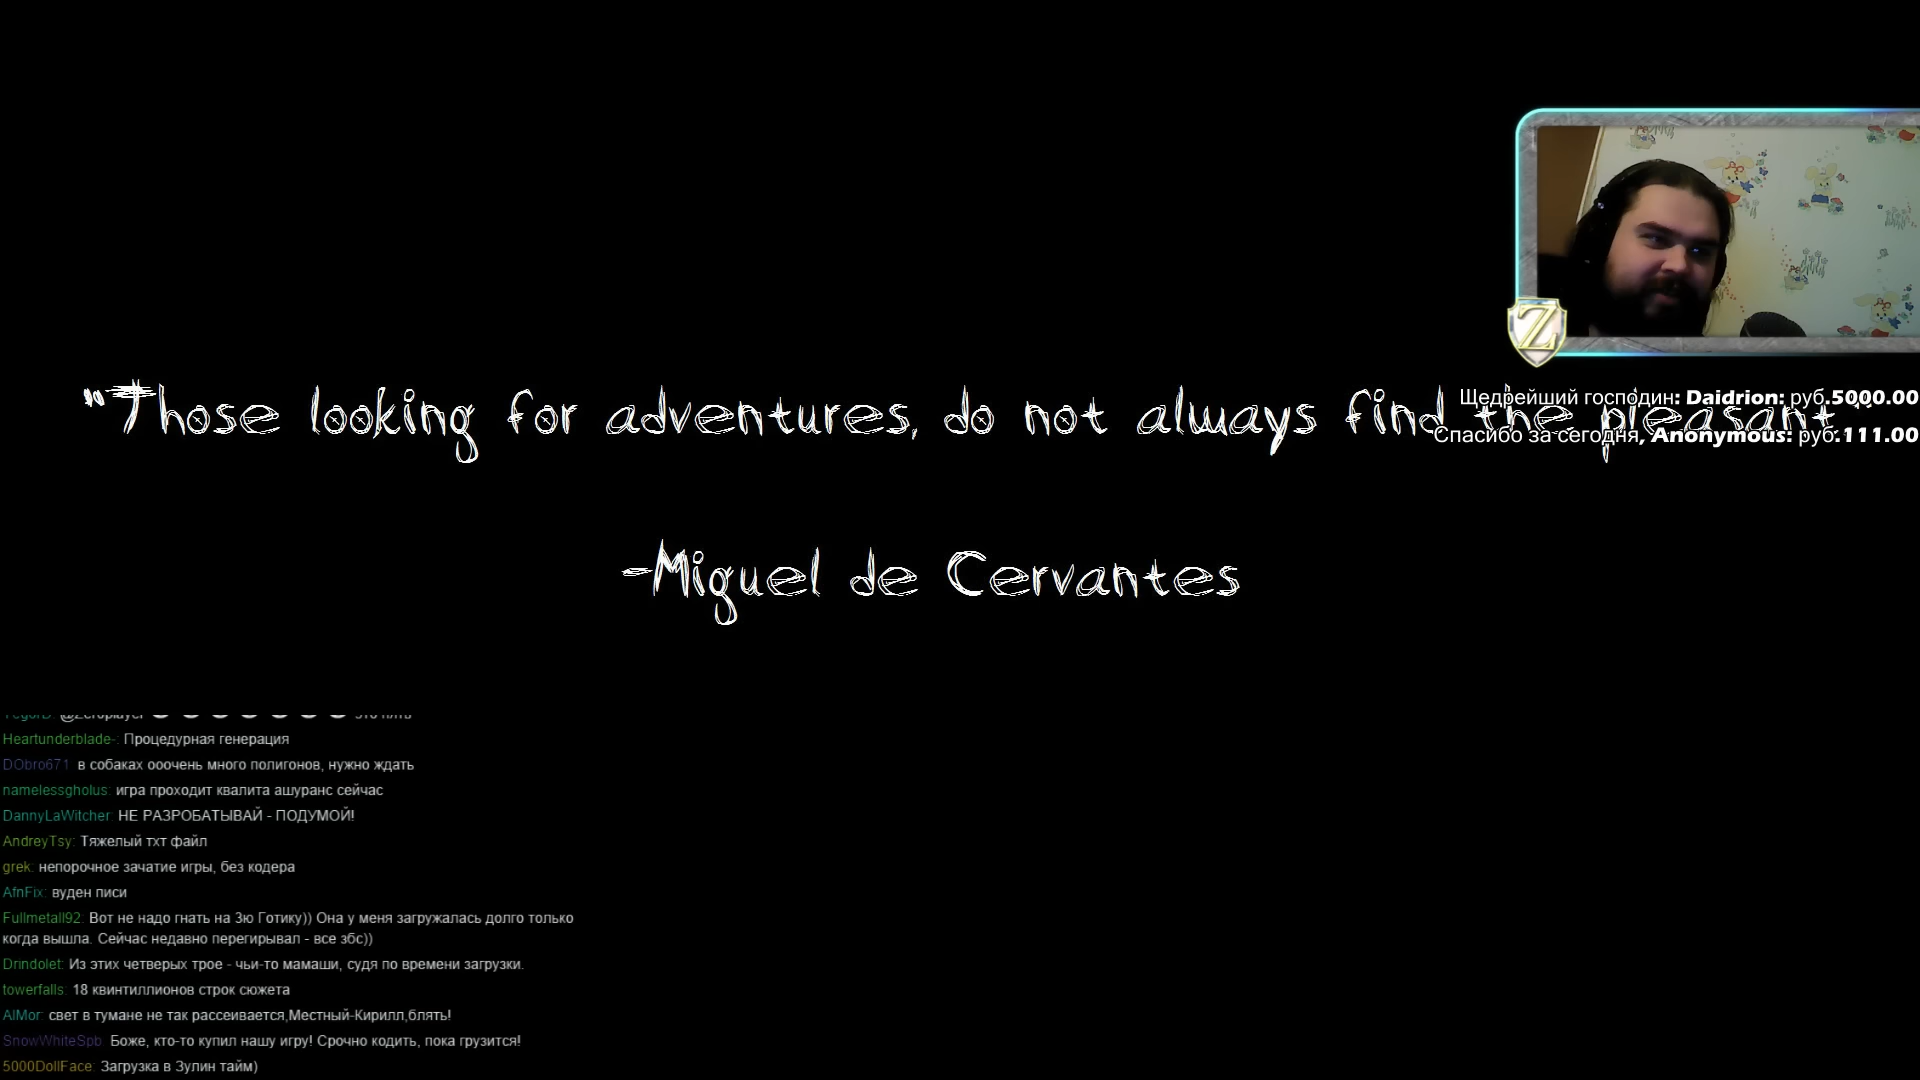 "Those looking for adventures, do not always find the pleasant."
-Miguel de Cervantes
Z
Щедрейший господин: Daidrion: руб.5000.00
Спасибо за сегодня, Anonymous: руб.111.00
Heartunderblade-: Процедурная генерация
DObro671: в собаках ооочень много полигонов, нужно ждать
namelessgholus: игра проходит квалита ашуранс сейчас
DannyLaWitcher: НЕ РАЗРОБАТЫВАЙ - ПОДУМОЙ!
AndreyTsy: Тяжелый тхт файл
grek: непорочное зачатие игры, без кодера
AfnFix: вуден писи
Fullmetall92: Вот не надо гнать на 3ю Готику)) Она у меня загружалась долго только
когда вышла. Сейчас недавно перегирывал - все збс))
Drindolet: Из этих четверых трое - чьи-то мамаши, судя по времени загрузки.
towerfalls: 18 квинтиллионов строк сюжета
AlMor: свет в тумане не так рассеивается,Местный-Кирилл,блять!
SnowWhiteSpb: Боже, кто-то купил нашу игру! Срочно кодить, пока грузится!
5000DollFace: Загрузка в Зулин тайм)